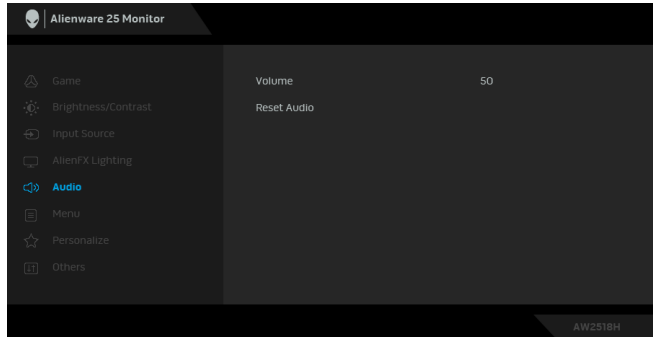 Alienware 25 Monitor
Game
Volume 50
Brightness/Contrast
Reset Audio
Input Source
AlienFX Lighting
Audio
Menu
Personalize
Others
AW2518H